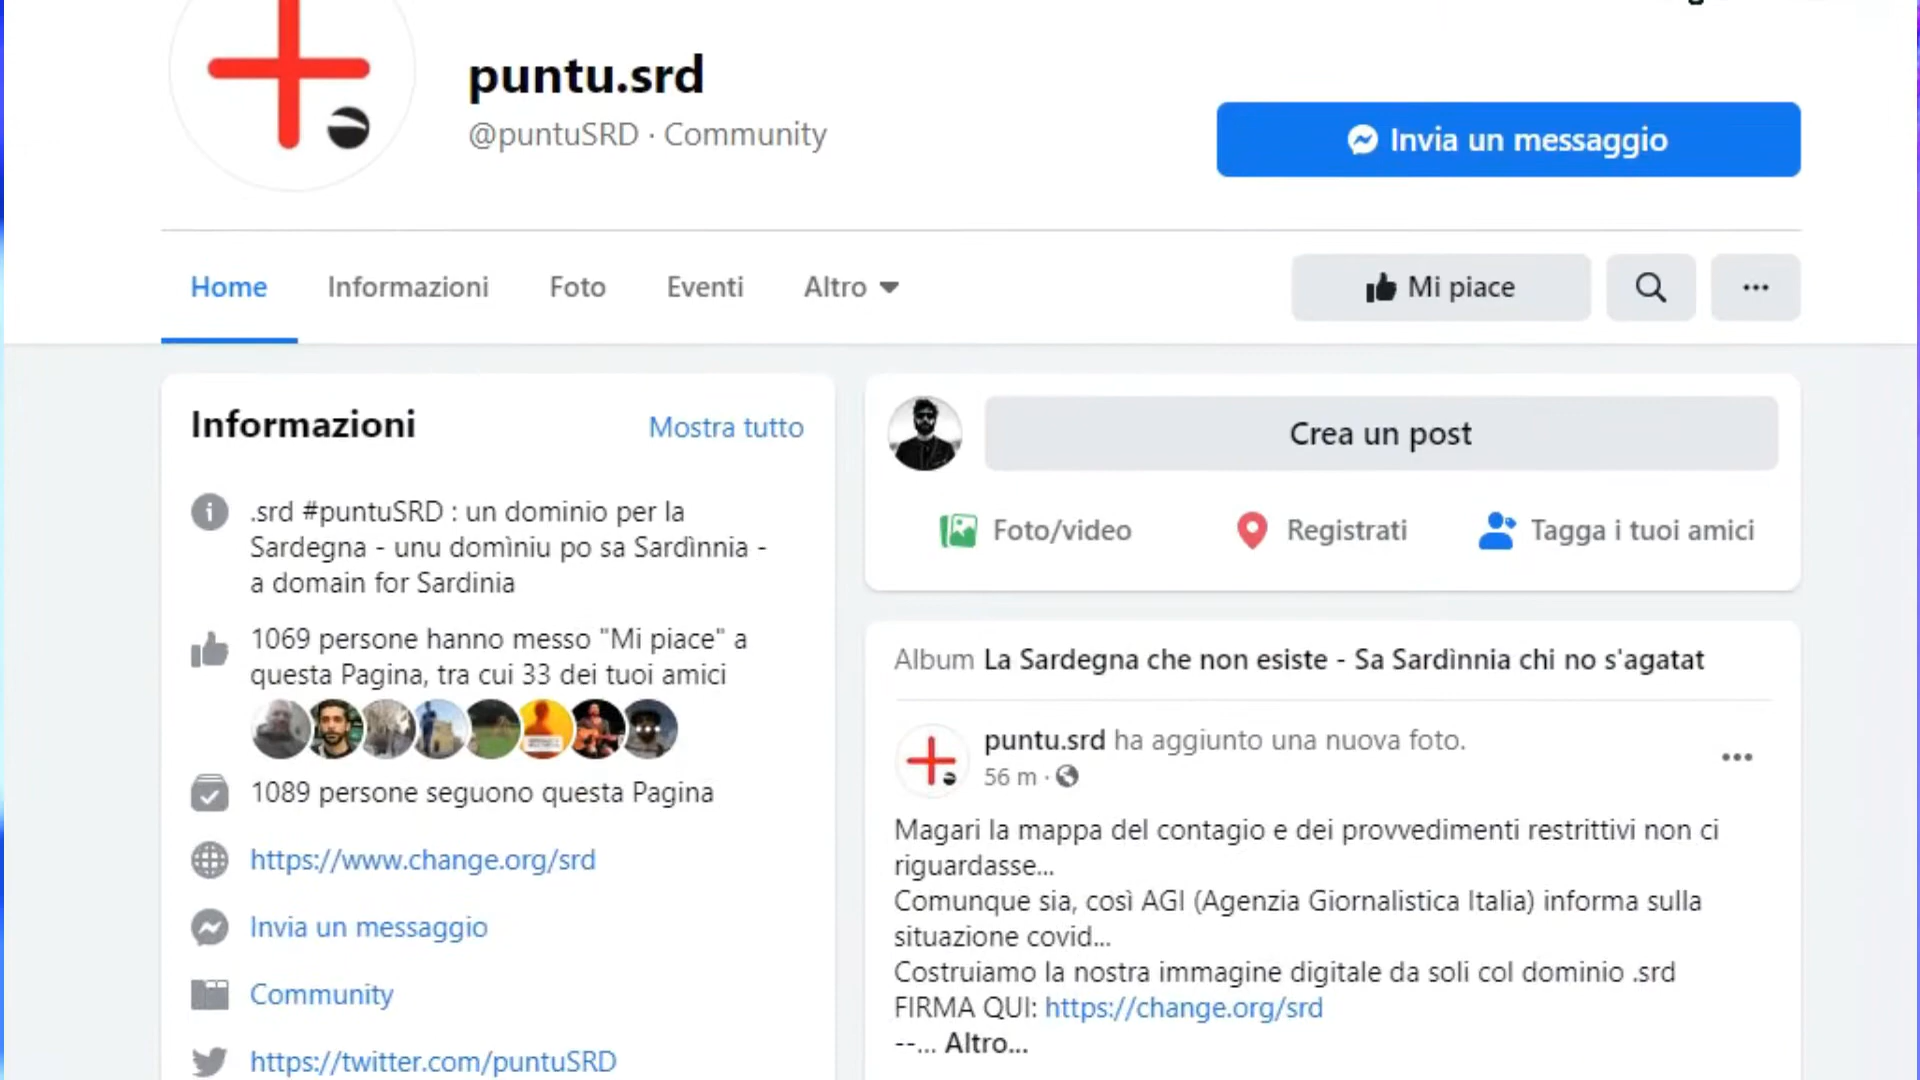 puntu.srd
@puntuSRD · Community
Invia un messaggio
Home
Informazioni
Foto
Eventi
Altro
Mi piace
Informazioni
Mostra tutto
.srd #puntuSRD : un dominio per la
Sardegna - unu domìniu po sa Sardìnnia -
a domain for Sardinia
1069 persone hanno messo "Mi piace" a
questa Pagina, tra cui 33 dei tuoi amici
1089 persone seguono questa Pagina
https://www.change.org/srd
Invia un messaggio
Community
https://twitter.com/puntuSRD
Crea un post
Foto/video
Registrati
Tagga i tuoi amici
Album La Sardegna che non esiste - Sa Sardìnnia chi no s'agatat
puntu.srd ha aggiunto una nuova foto.
56 m ·
Magari la mappa del contagio e dei provvedimenti restrittivi non ci
riguardasse...
Comunque sia, così AGI (Agenzia Giornalistica Italia) informa sulla
situazione covid...
Costruiamo la nostra immagine digitale da soli col dominio .srd
FIRMA QUI: https://change.org/srd
--... Altro...